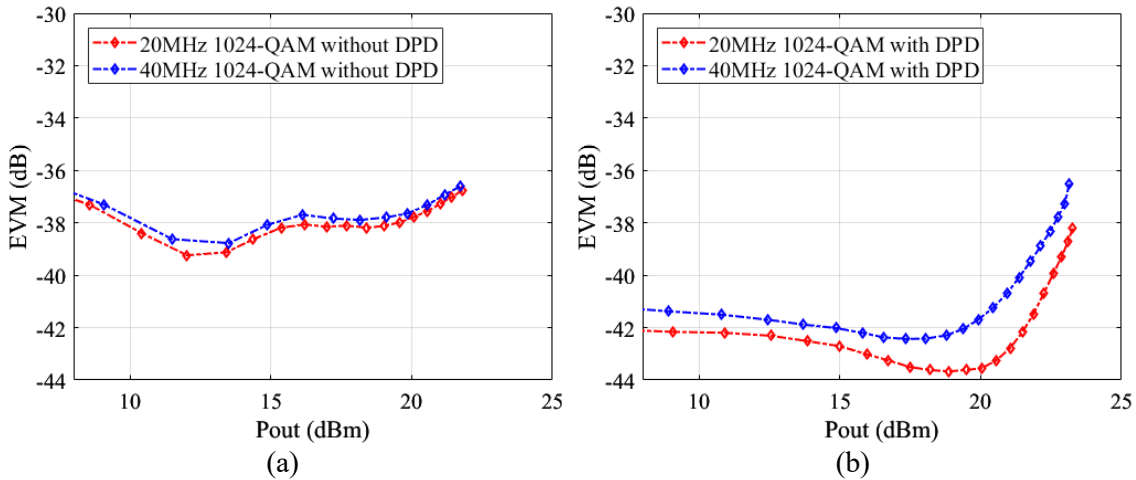 20MHz 1024-QAM without DPD
40MHz 1024-QAM without DPD
EVM (dB)
-30
-32
-34
-36
-38
-40
-42
-44
10
15
20
25
Pout (dBm)
(a)
20MHz 1024-QAM with DPD
40MHz 1024-QAM with DPD
EVM (dB)
-30
-32
-34
-36
-38
-40
-42
-44
10
15
20
25
Pout (dBm)
(b)